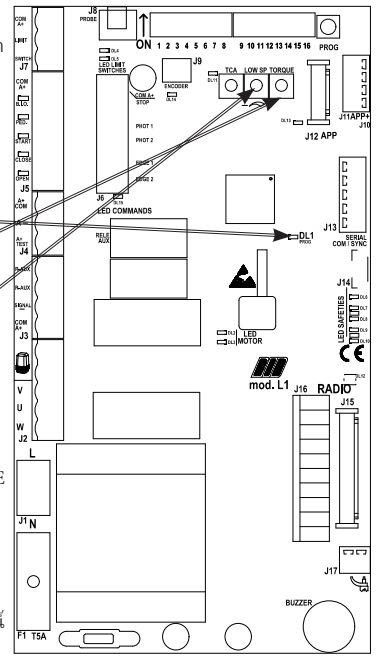 J8
PROBE
ON
1 2 3 4 5 6 7 8 9 10 11 12 13 14 15 16
PROG
COM
A+
LIMIT
SWITCH
J7
DL4
DL5
LED LIMIT
SWITCHES
J9
ENCODER
DL14
COM A+
STOP
TCA
LOW SP
TORQUE
DL11
DL13
J12 APP
J11APP+
J10
COM
A+
B.I.O.
PED.
START
CLOSE
OPEN
J5
PHOT 1
PHOT 2
EDGE 1
EDGE 2
J6
DL15
LED COMMANDS
A+
COM
A+
TEST
J4
RELE
AUX
DL1
PROG
J13
SERIAL
COM / SYNC
R-AUX
R-AUX
SIGNAL
COM
A+
J3
J14
LED SAFETIES
DL6
DL7
DL8
DL9
DL10
DL2
DL3
LED
MOTOR
CE
DL12
mod. L1
J16
RADIO
J15
V
U
W
J2
L
J1
N
J17
BUZZER
F1
T5A